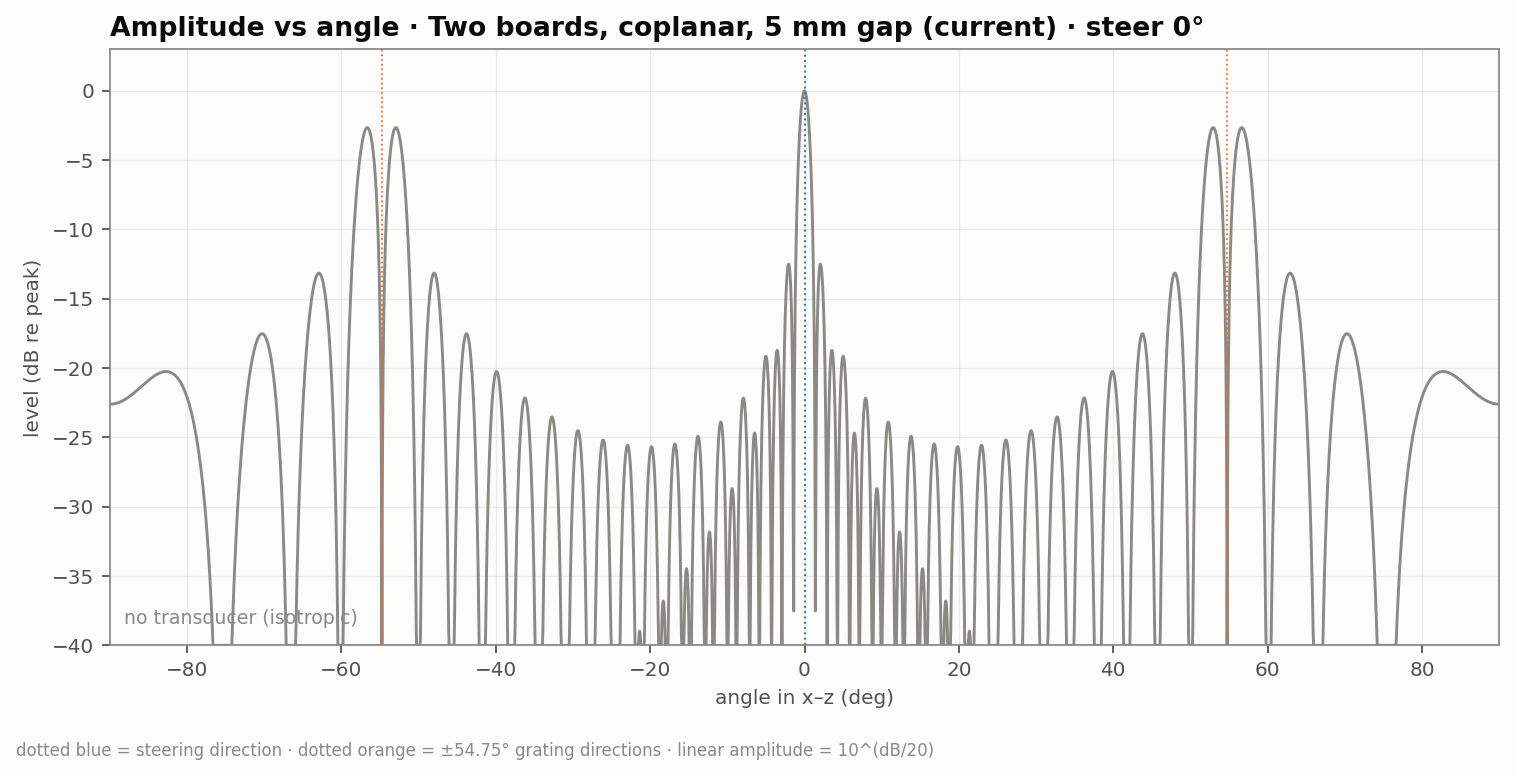 Amplitude vs angle · Two boards, coplanar, 5 mm gap (current) · steer 0°
level (dB re peak)
0
−5
−10
−15
−20
−25
−30
−35
−40
no transducer (isotropic)
−80 −60 −40 −20 0 20 40 60 80
angle in x–z (deg)
dotted blue = steering direction · dotted orange = ±54.75° grating directions · linear amplitude = 10^(dB/20)